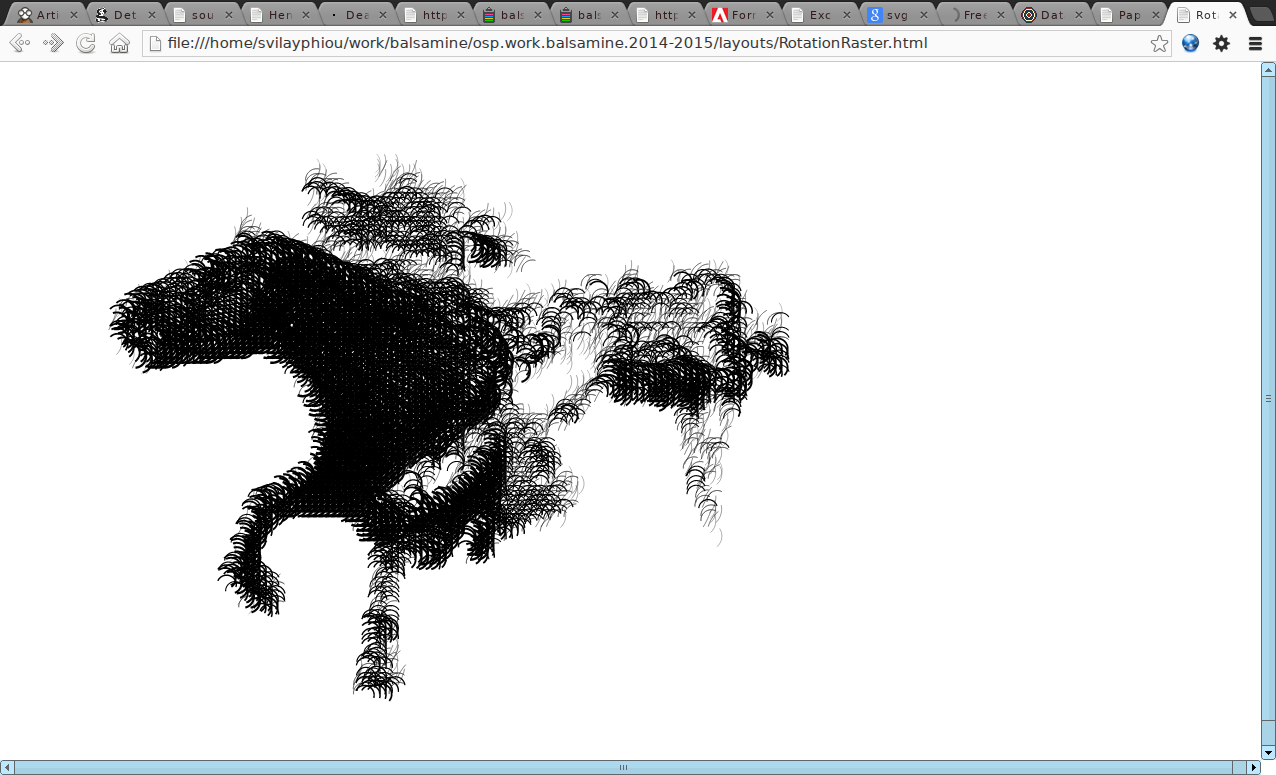 Arti
Det
sou
Hen
Dea
http
bals
bals
http
Forr
Exc
svg
Free
Dat
Pap
Rot
file:///home/svilayphiou/work/balsamine/osp.work.balsamine.2014-2015/layouts/RotationRaster.html